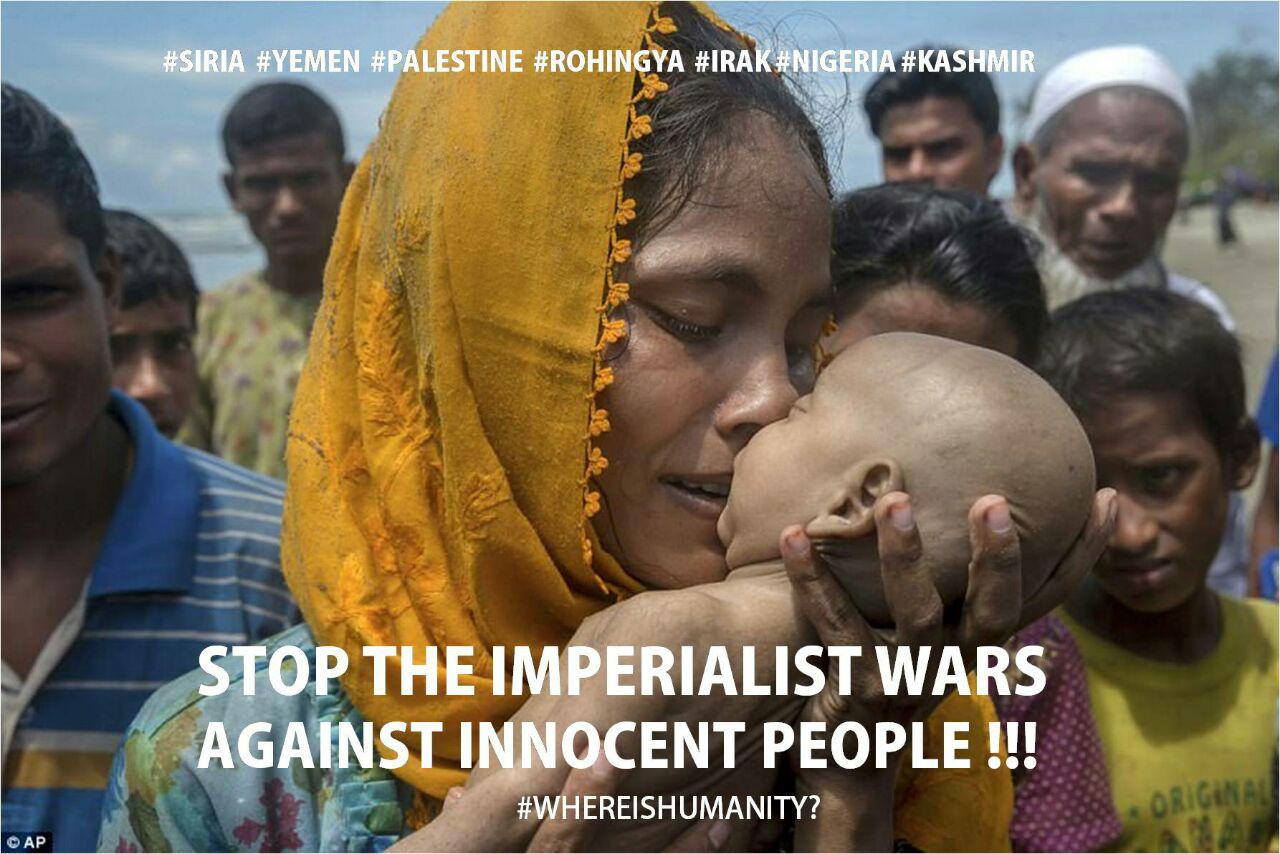 #SIRIA #YEMEN #PALESTINE #ROHINGYA #IRAK#NIGERIA#KASHMIR
STOP THE IMPERIALIST WARS
AGAINST INNOCENT PEOPLE !!!
ORIGINAL
#WHEREISHUMANITY?
© AP